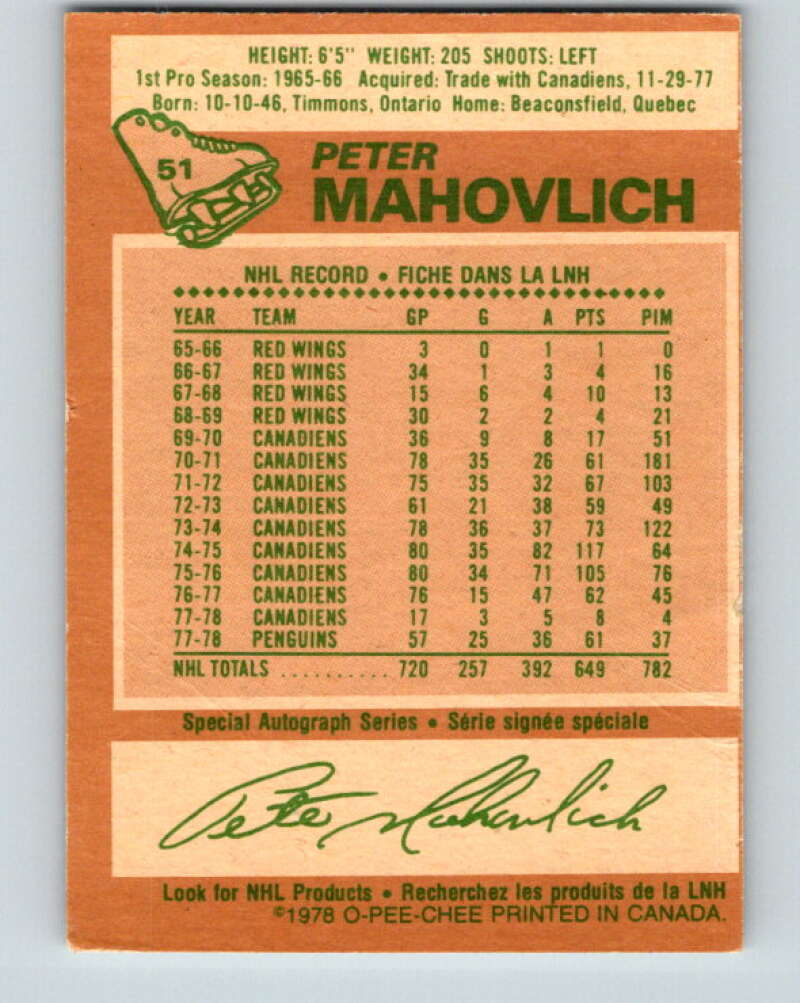 HEIGHT: 6'5" WEIGHT: 205 SHOOTS: LEFT
1st Pro Season: 1965-66 Acquired: Trade with Canadiens, 11-29-77
Born: 10-10-46, Timmons, Ontario Home: Beaconsfield, Quebec
51
PETER
MAHOVLICH
NHL RECORD • FICHE DANS LA LNH
YEAR TEAM GP G A PTS PIM
65-66 RED WINGS 3 0 1 1 0
66-67 RED WINGS 34 1 3 4 16
67-68 RED WINGS 15 6 4 10 13
68-69 RED WINGS 30 2 2 4 21
69-70 CANADIENS 36 9 8 17 51
70-71 CANADIENS 78 35 26 61 181
71-72 CANADIENS 75 35 32 67 103
72-73 CANADIENS 61 21 38 59 49
73-74 CANADIENS 78 36 37 73 122
74-75 CANADIENS 80 35 82 117 64
75-76 CANADIENS 80 34 71 105 76
76-77 CANADIENS 76 15 47 62 45
77-78 CANADIENS 17 3 5 8 4
77-78 PENGUINS 57 25 36 61 37
NHL TOTALS .......... 720 257 392 649 782
Special Autograph Series • Série signée spéciale
Pete Mahovlich
Look for NHL Products • Recherchez les produits de la LNH
©1978 O-PEE-CHEE PRINTED IN CANADA.